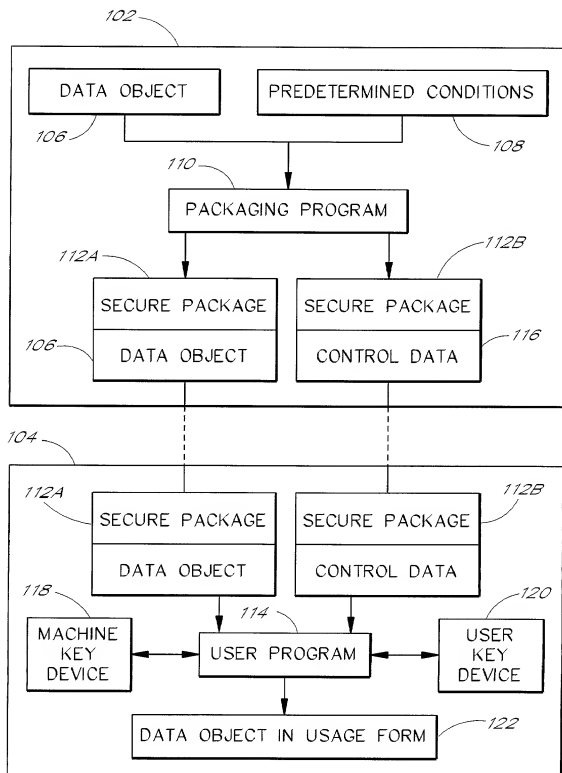 102
DATA OBJECT
PREDETERMINED CONDITIONS
106
108
110
PACKAGING PROGRAM
112A
112B
SECURE PACKAGE
DATA OBJECT
SECURE PACKAGE
CONTROL DATA
106
116
104
112A
112B
SECURE PACKAGE
DATA OBJECT
SECURE PACKAGE
CONTROL DATA
118
114
120
MACHINE
KEY
DEVICE
USER PROGRAM
USER
KEY
DEVICE
DATA OBJECT IN USAGE FORM
122